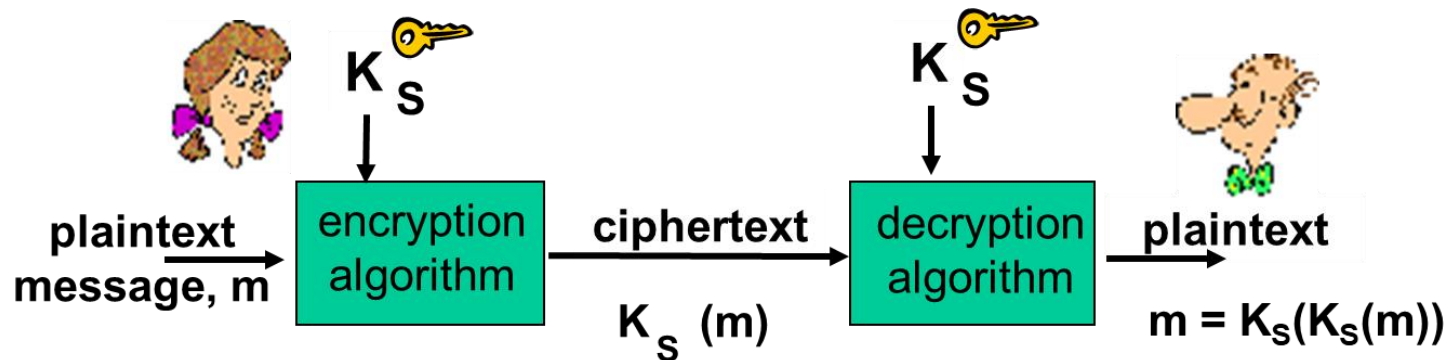 K_S
K_S
plaintext
message, m
encryption
algorithm
ciphertext
K_S (m)
decryption
algorithm
plaintext
m = K_S(K_S(m))